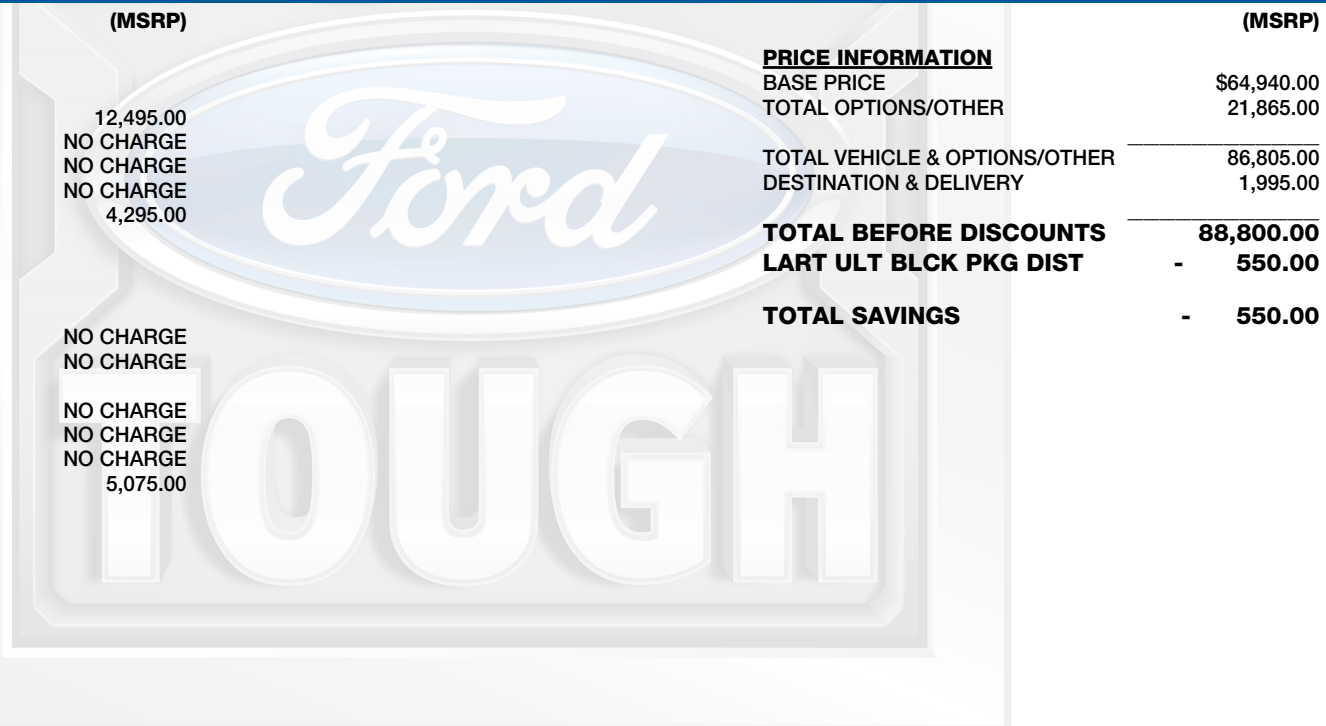 (MSRP)
12,495.00
NO CHARGE
NO CHARGE
NO CHARGE
4,295.00
NO CHARGE
NO CHARGE
NO CHARGE
NO CHARGE
NO CHARGE
5,075.00
(MSRP)
PRICE INFORMATION
BASE PRICE $64,940.00
TOTAL OPTIONS/OTHER 21,865.00
TOTAL VEHICLE & OPTIONS/OTHER 86,805.00
DESTINATION & DELIVERY 1,995.00
TOTAL BEFORE DISCOUNTS 88,800.00
LART ULT BLCK PKG DIST - 550.00
TOTAL SAVINGS - 550.00
Ford
TOUGH